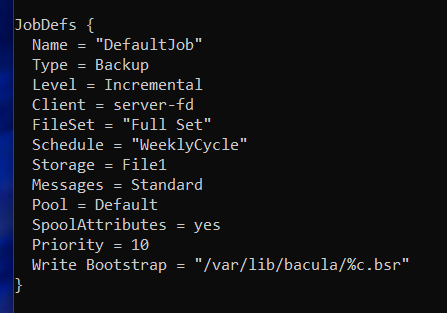 JobDefs {
  Name = "DefaultJob"
  Type = Backup
  Level = Incremental
  Client = server-fd
  FileSet = "Full Set"
  Schedule = "WeeklyCycle"
  Storage = File1
  Messages = Standard
  Pool = Default
  SpoolAttributes = yes
  Priority = 10
  Write Bootstrap = "/var/lib/bacula/%c.bsr"
}